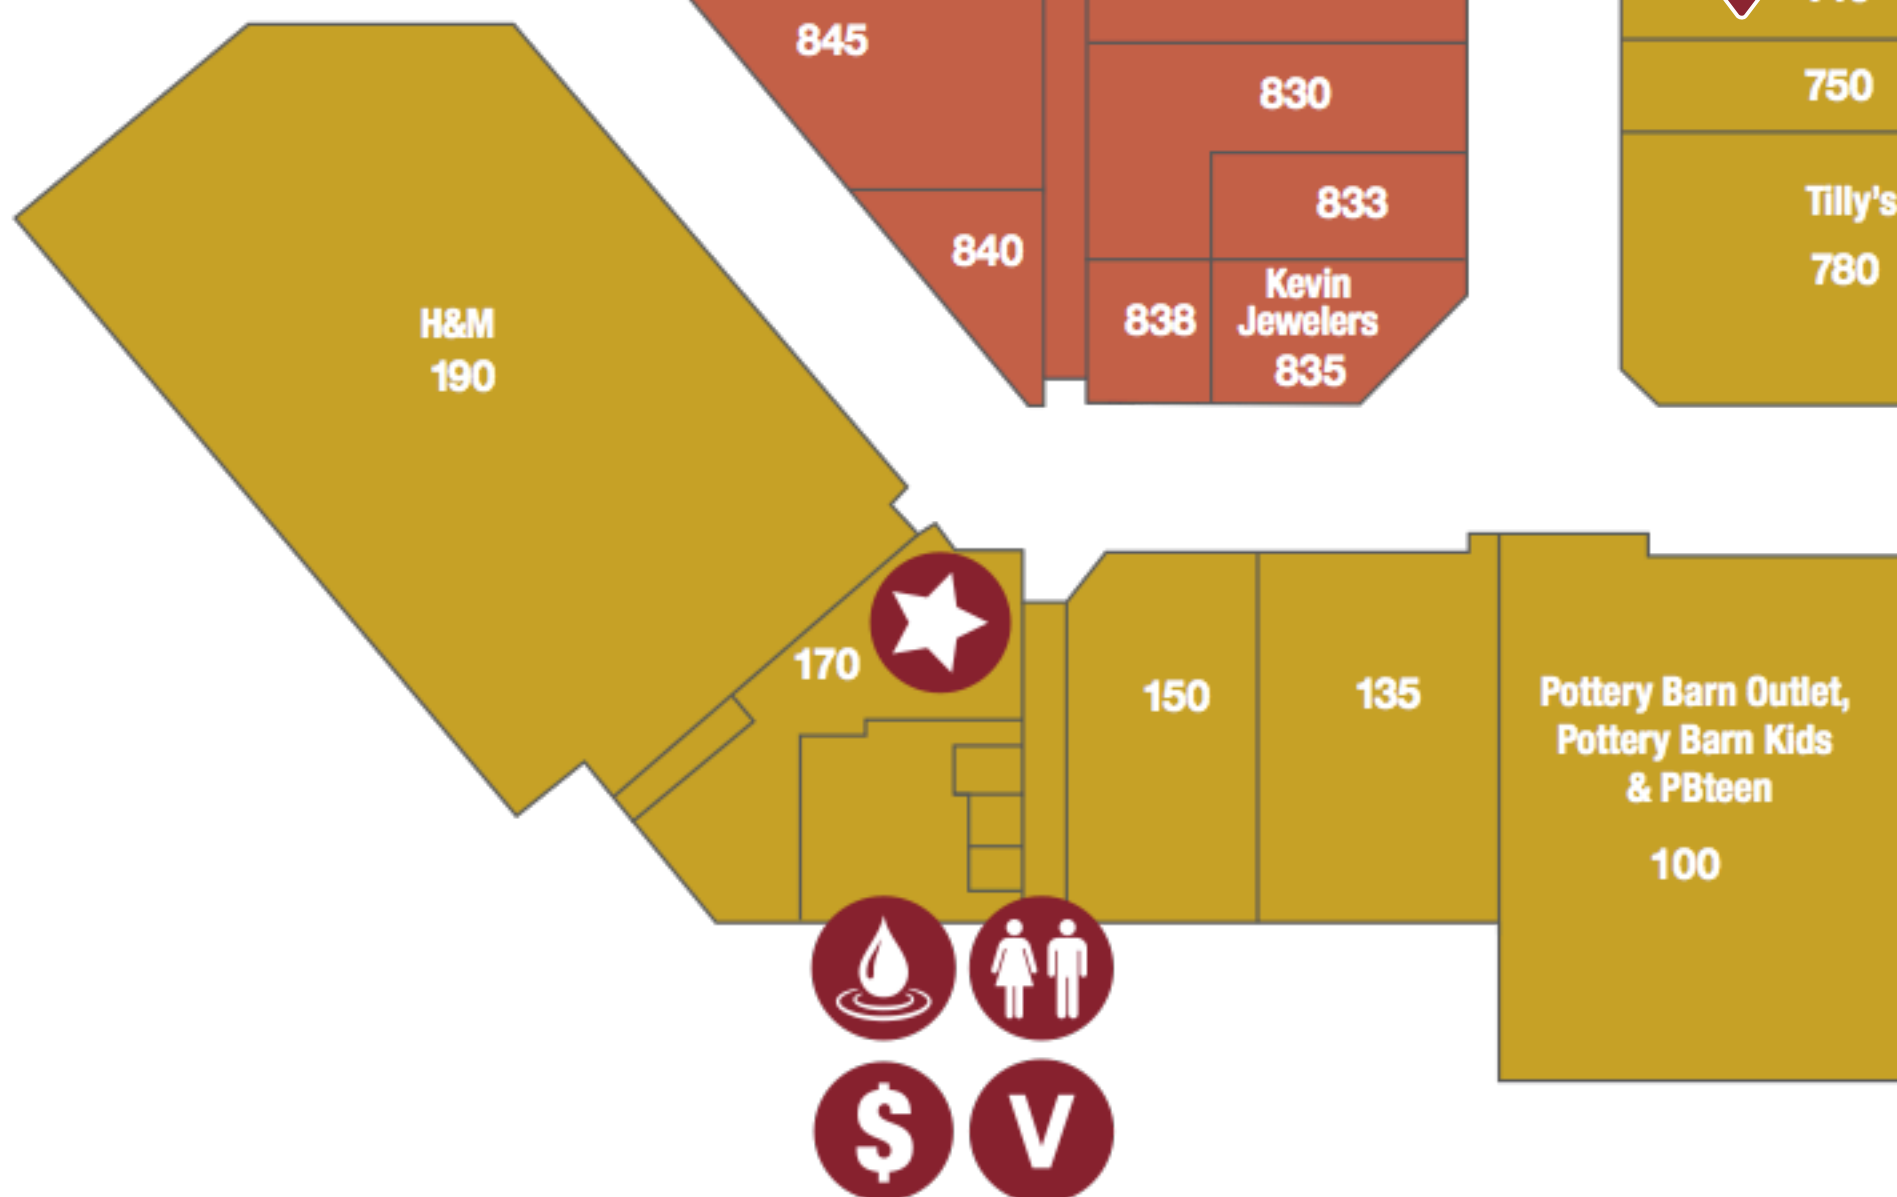 845
830
750
833
Tilly's
840
780
Kevin
Jewelers
835
838
H&M
190
170
150
135
Pottery Barn Outlet,
Pottery Barn Kids
& PBteen
100
$
V